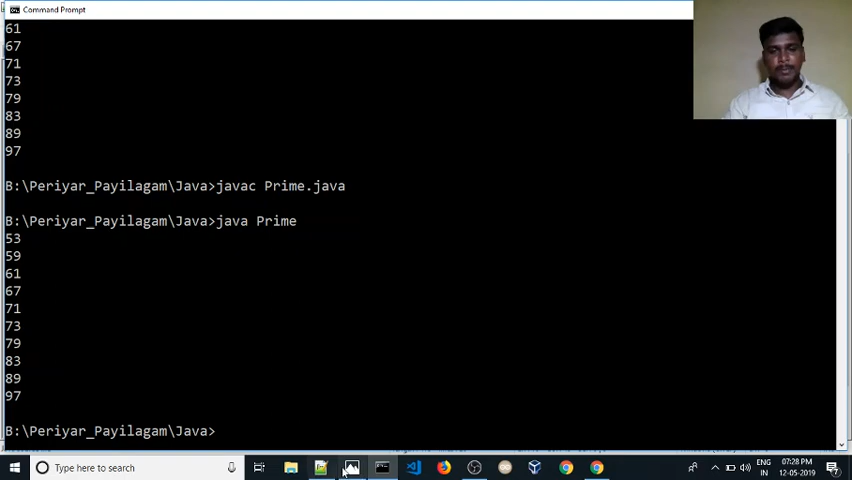 Command Prompt
61
67
71
73
79
83
89
97
B:\Periyar_Payilagam\Java>javac Prime.java
B:\Periyar_Payilagam\Java>java Prime
53
59
61
67
71
73
79
83
89
97
B:\Periyar_Payilagam\Java>
Type here to search
ENG
IN
07:28 PM
12-05-2019